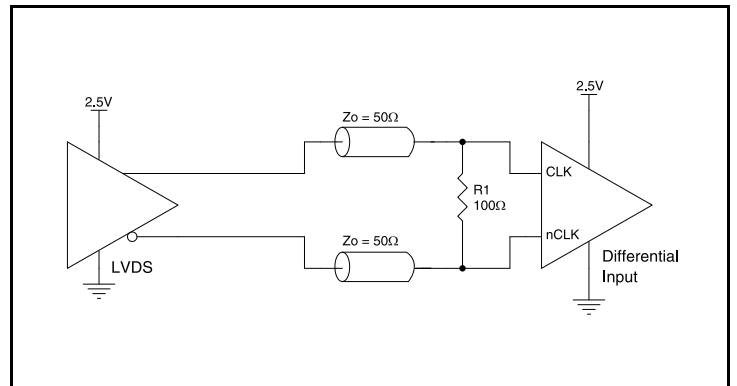 2.5V
2.5V
Zo = 50Ω
CLK
R1
100Ω
nCLK
Zo = 50Ω
LVDS
Differential
Input